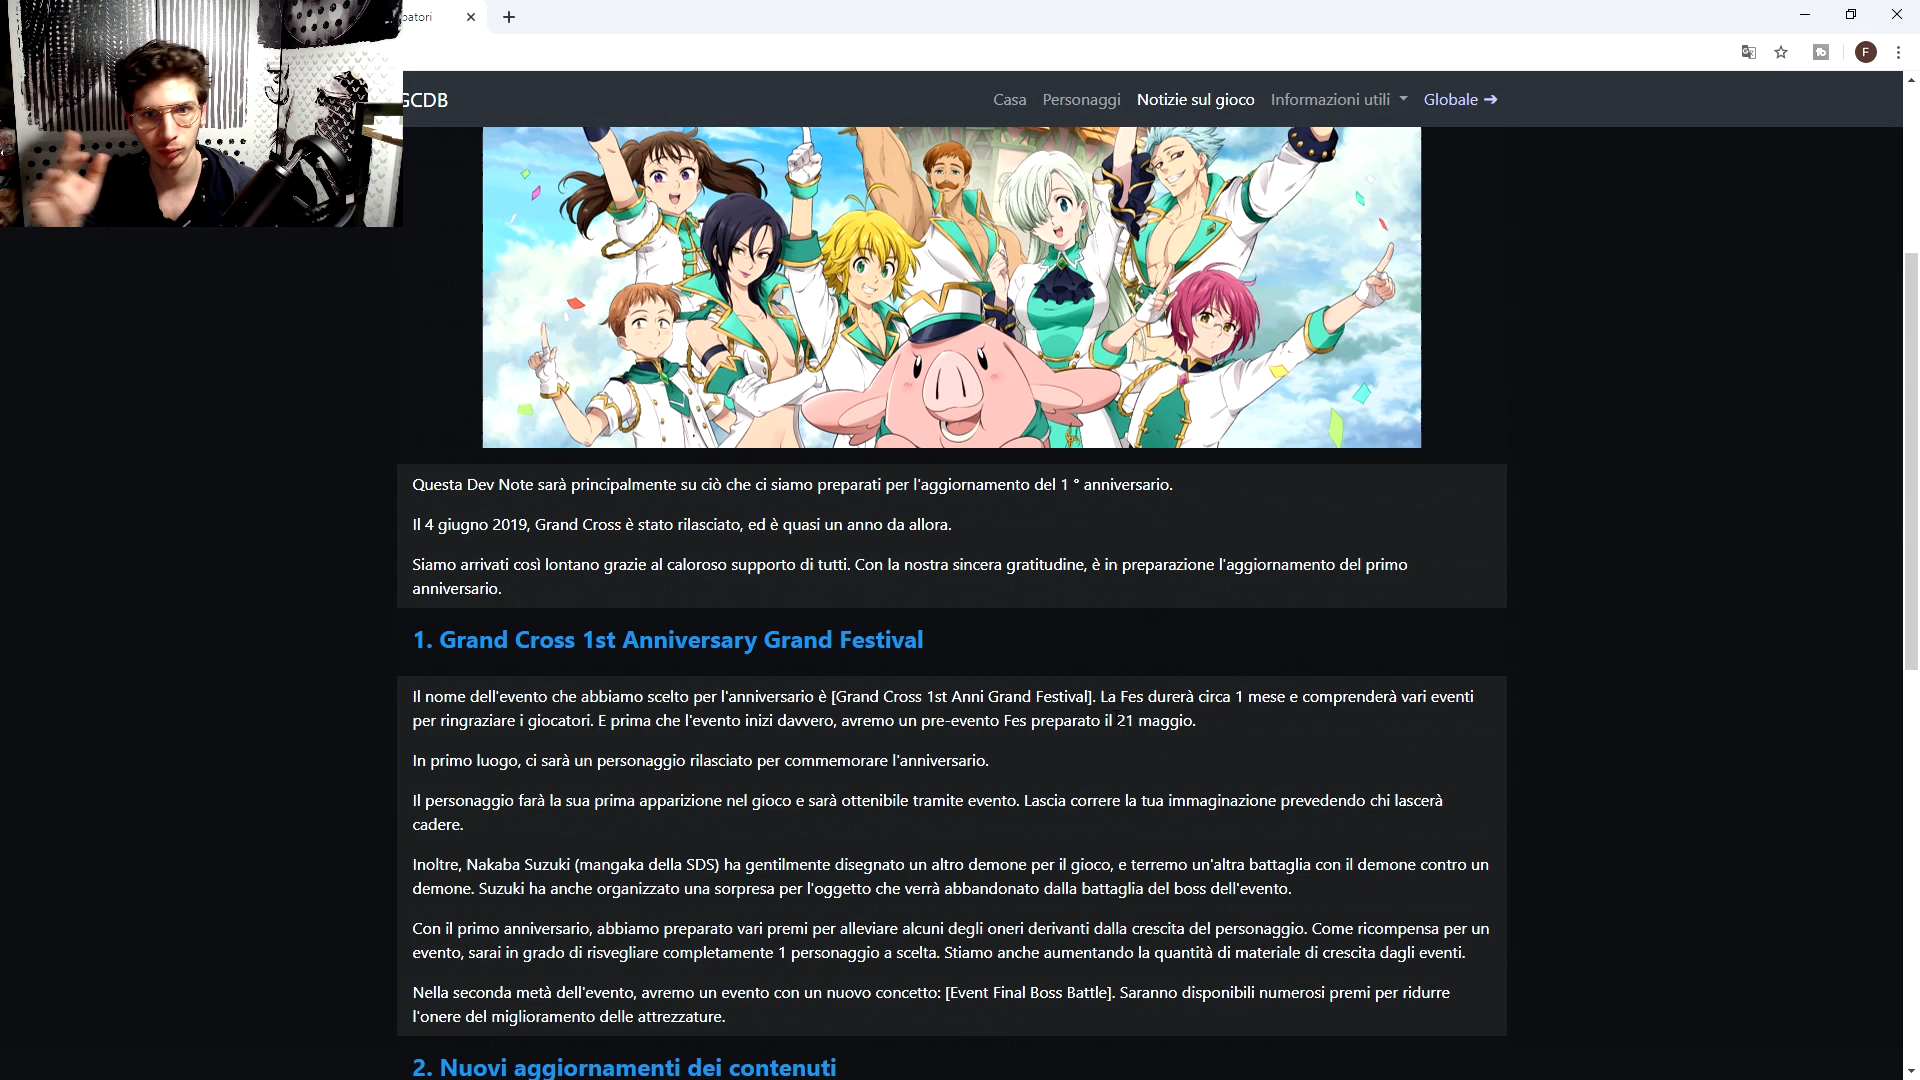 patori
F
GCDB
Casa Personaggi Notizie sul gioco Informazioni utili Globale →
Questa Dev Note sarà principalmente su ciò che ci siamo preparati per l'aggiornamento del 1 ° anniversario.
Il 4 giugno 2019, Grand Cross è stato rilasciato, ed è quasi un anno da allora.
Siamo arrivati così lontano grazie al caloroso supporto di tutti. Con la nostra sincera gratitudine, è in preparazione l'aggiornamento del primo
anniversario.
1. Grand Cross 1st Anniversary Grand Festival
Il nome dell'evento che abbiamo scelto per l'anniversario è [Grand Cross 1st Anni Grand Festival]. La Fes durerà circa 1 mese e comprenderà vari eventi
per ringraziare i giocatori. E prima che l'evento inizi davvero, avremo un pre-evento Fes preparato il 21 maggio.
In primo luogo, ci sarà un personaggio rilasciato per commemorare l'anniversario.
Il personaggio farà la sua prima apparizione nel gioco e sarà ottenibile tramite evento. Lascia correre la tua immaginazione prevedendo chi lascerà
cadere.
Inoltre, Nakaba Suzuki (mangaka della SDS) ha gentilmente disegnato un altro demone per il gioco, e terremo un'altra battaglia con il demone contro un
demone. Suzuki ha anche organizzato una sorpresa per l'oggetto che verrà abbandonato dalla battaglia del boss dell'evento.
Con il primo anniversario, abbiamo preparato vari premi per alleviare alcuni degli oneri derivanti dalla crescita del personaggio. Come ricompensa per un
evento, sarai in grado di risvegliare completamente 1 personaggio a scelta. Stiamo anche aumentando la quantità di materiale di crescita dagli eventi.
Nella seconda metà dell'evento, avremo un evento con un nuovo concetto: [Event Final Boss Battle]. Saranno disponibili numerosi premi per ridurre
l'onere del miglioramento delle attrezzature.
2. Nuovi aggiornamenti dei contenuti